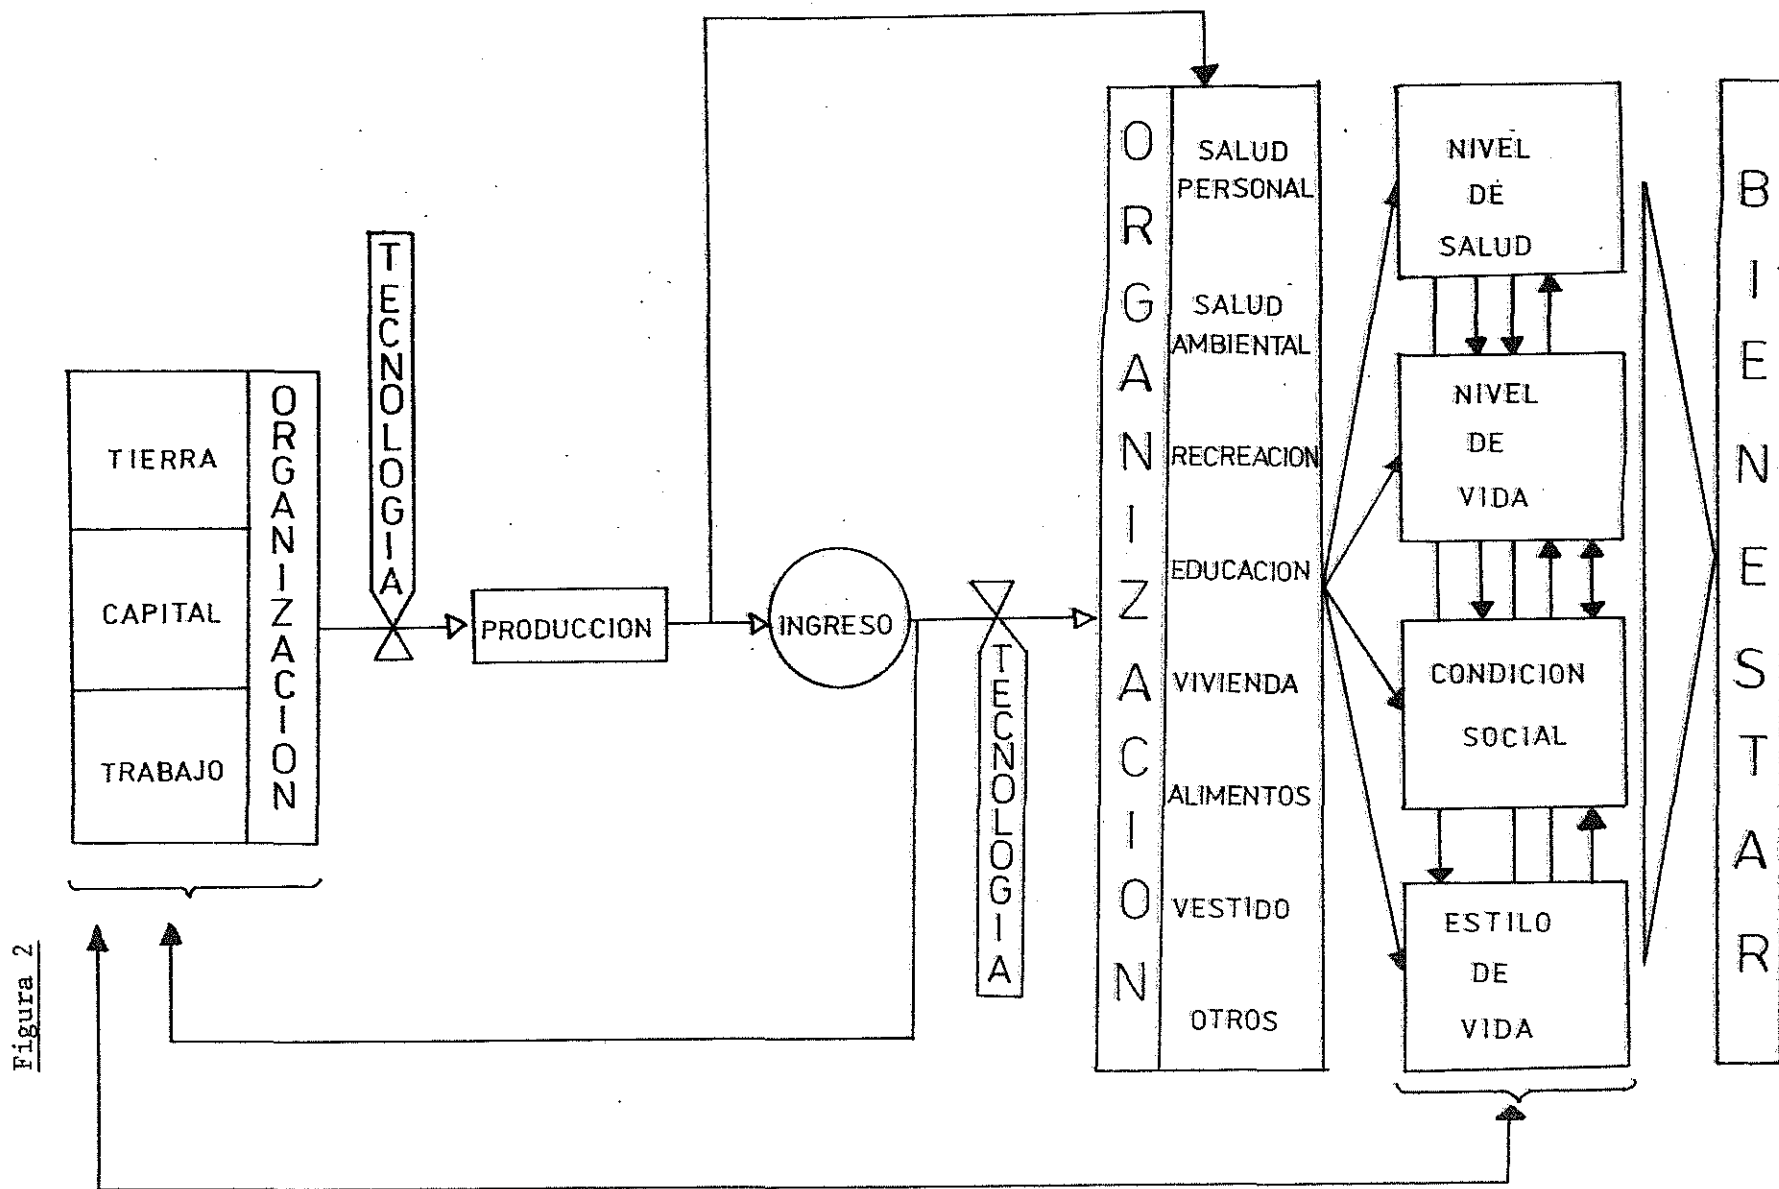 TIERRA
CAPITAL
TRABAJO
ORGANIZACION
TECNOLOGIA
PRODUCCION
INGRESO
TECNOLOGIA
ORGANIZACION
SALUD
PERSONAL
SALUD
AMBIENTAL
RECREACION
EDUCACION
VIVIENDA
ALIMENTOS
VESTIDO
OTROS
NIVEL
DE
SALUD
NIVEL
DE
VIDA
CONDICION
SOCIAL
ESTILO
DE
VIDA
BIENESTAR
Figura 2